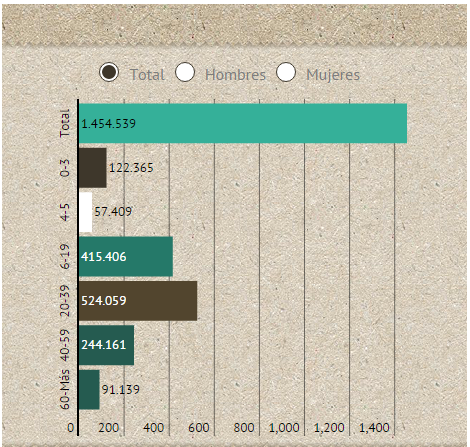 Total Hombres Mujeres
Total 1.454.539
0-3 122.365
4-5 57.409
6-19 415.406
20-39 524.059
40-59 244.161
60-Más 91.139
0 200 400 600 800 1,000 1,200 1,400